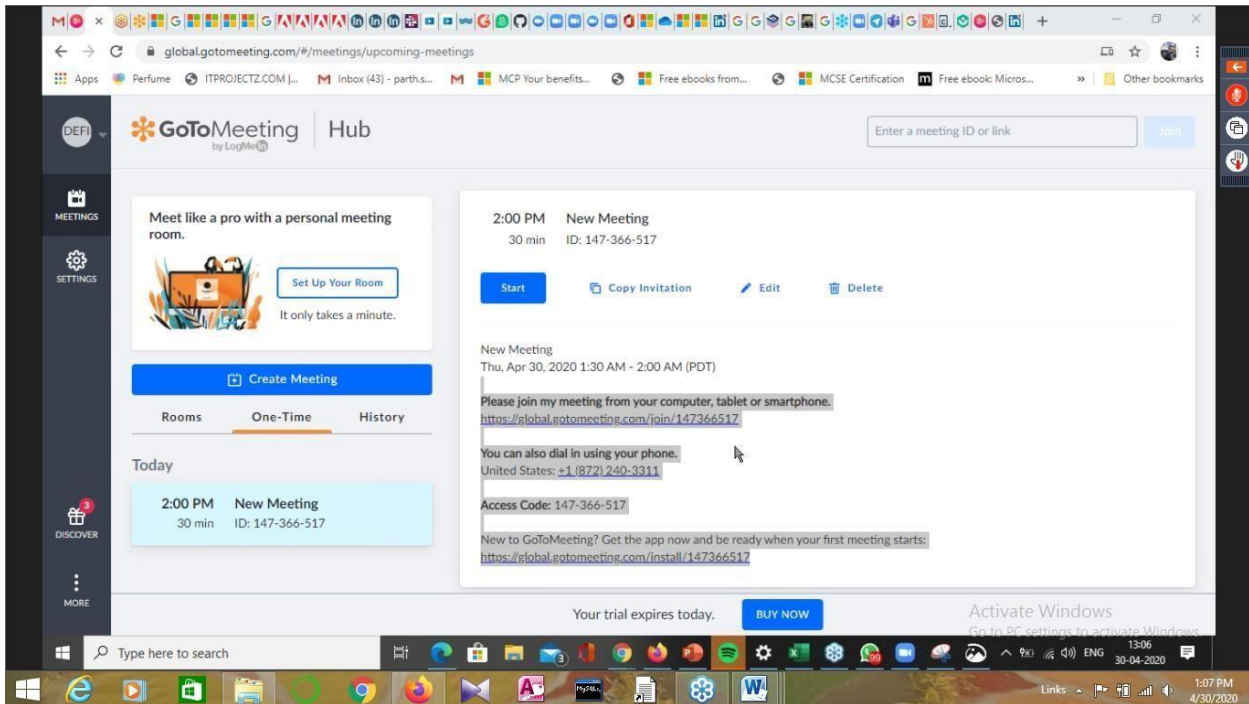 global.gotomeeting.com/#/meetings/upcoming-meetings
Apps Perfume ITPROJECTZ.COM |... Inbox (43) - parth.s... MCP Your benefits... Free ebooks from... MCSE Certification Free ebook: Micros... » Other bookmarks
DEFI
GoToMeeting Hub
by LogMeIn
Enter a meeting ID or link
Join
MEETINGS
SETTINGS
Meet like a pro with a personal meeting
room.
Set Up Your Room
It only takes a minute.
Create Meeting
Rooms One-Time History
Today
2:00 PM New Meeting
30 min ID: 147-366-517
3
DISCOVER
MORE
2:00 PM New Meeting
30 min ID: 147-366-517
Start Copy Invitation Edit Delete
New Meeting
Thu, Apr 30, 2020 1:30 AM - 2:00 AM (PDT)
Please join my meeting from your computer, tablet or smartphone.
https://global.gotomeeting.com/join/147366517
You can also dial in using your phone.
United States: +1 (872) 240-3311
Access Code: 147-366-517
New to GoToMeeting? Get the app now and be ready when your first meeting starts:
https://global.gotomeeting.com/install/147366517
Your trial expires today. BUY NOW
Activate Windows
Go to PC settings to activate Windows.
Type here to search
ENG
13:06
30-04-2020
Links
1:07 PM
4/30/2020